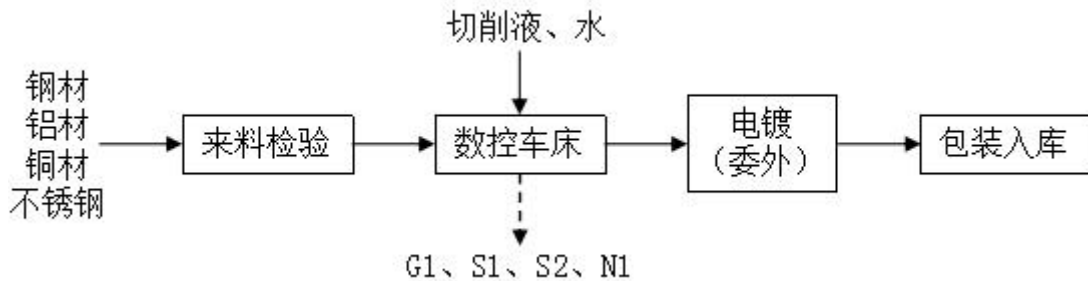 切削液、水
钢材
铝材
铜材
不锈钢
来料检验
数控车床
电镀
（委外）
包装入库
G1、S1、S2、N1